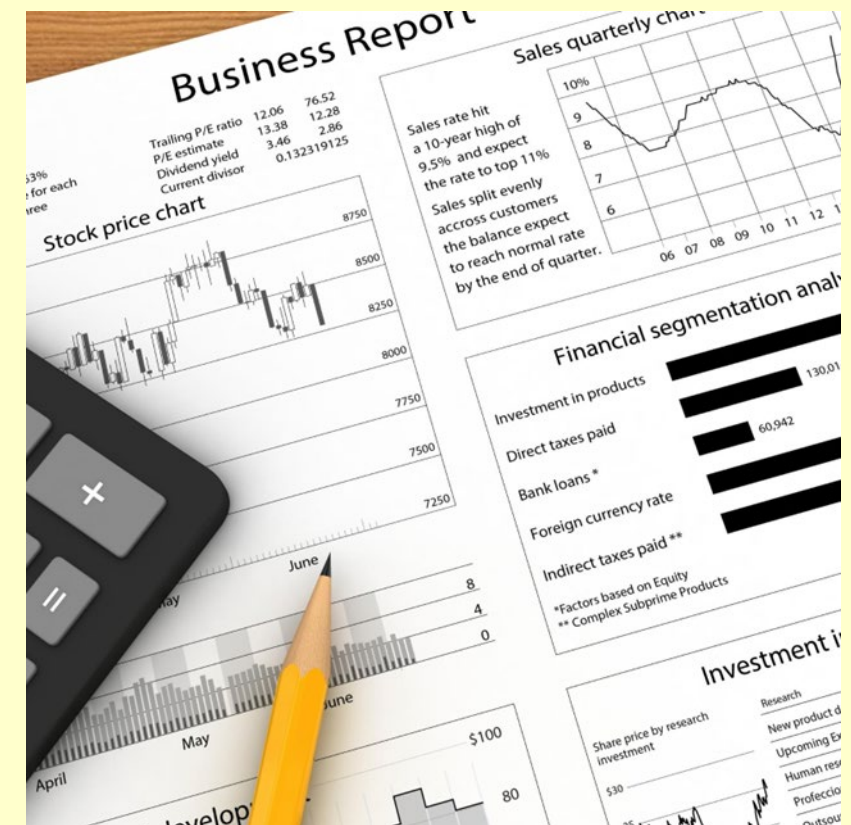 Business Report
53%
for each
Trailing P/E ratio 12.06 76.52
P/E estimate 13.38 12.28
Dividend yield 3.46 2.86
Current divisor 0.132319125
Stock price chart
8750
8500
8250
8000
7750
7500
7250
June
8
4
0
April
May
June
$100
80
Sales quarterly chart
Sales rate hit
a 10-year high of
9.5% and expect
the rate to top 11%
Sales split evenly
accross customers
the balance expect
to reach normal rate
by the end of quarter.
10%
9
8
7
6
06 07 08 09 10 11 12
Financial segmentation
Investment in products
Direct taxes paid 130,01
Bank loans * 60,942
Foreign currency rate
Indirect taxes paid **
*Factors based on Equity
** Complex Subprime Products
Investment
Share price by research
investment
$30
Research
New product
Upcoming
Human
+
=